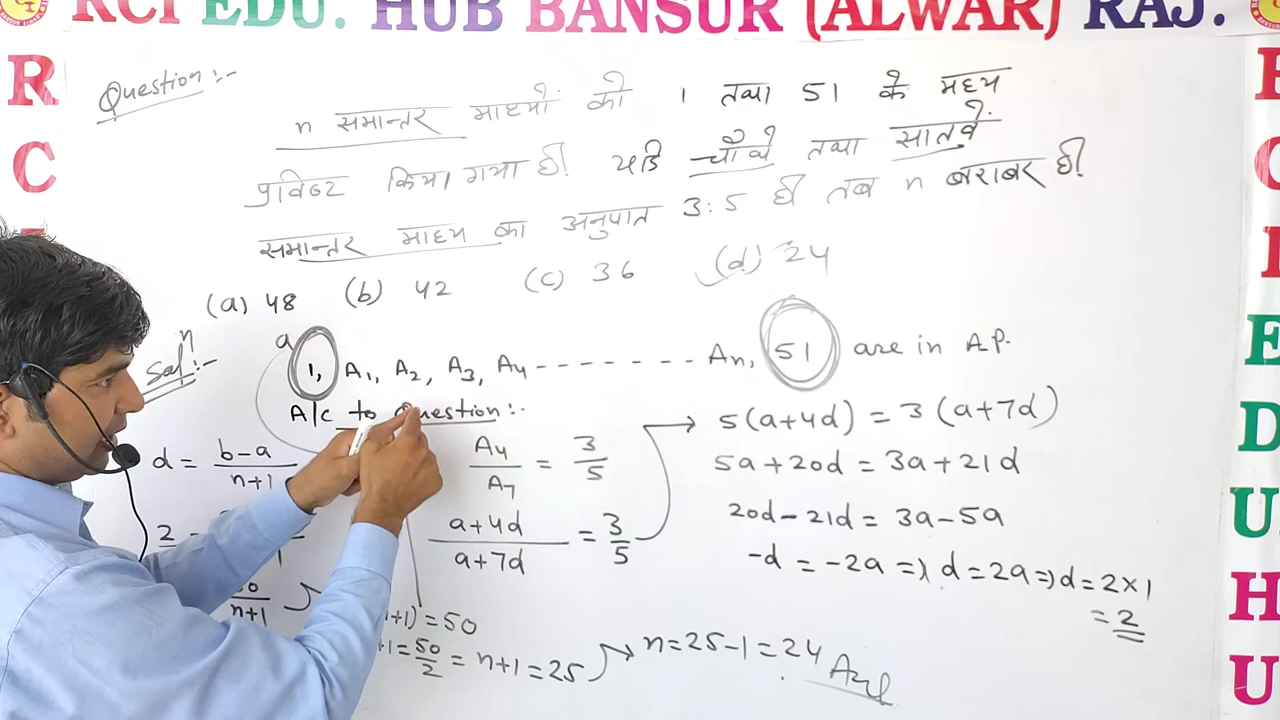 RCI EDU. HUB BANSUR (ALWAR) RAJ.
R
C
I
E
D
U
H
U
Question :-
n समान्तर माध्यों को 1 तथा 51 के मध्य
प्रविष्ट किया गया है। यदि चौथे तथा सातवें
समान्तर माध्य का अनुपात 3:5 है तब n बराबर है।
(a) 48 (b) 42 (c) 36 (d) 24
Solⁿ:-
a
1, A₁, A₂, A₃, A₄ ------- Aₙ, 51 are in A.P.
A/c to Question:-
d = b-a / n+1
A₄ / A₇ = 3/5
a+4d / a+7d = 3/5
5(a+4d) = 3(a+7d)
5a+20d = 3a+21d
20d-21d = 3a-5a
-d = -2a => d=2a => d=2×1
= 2
n+1
+1) = 50
+1 = 50/2 = n+1 = 25
n=25-1=24 Ans